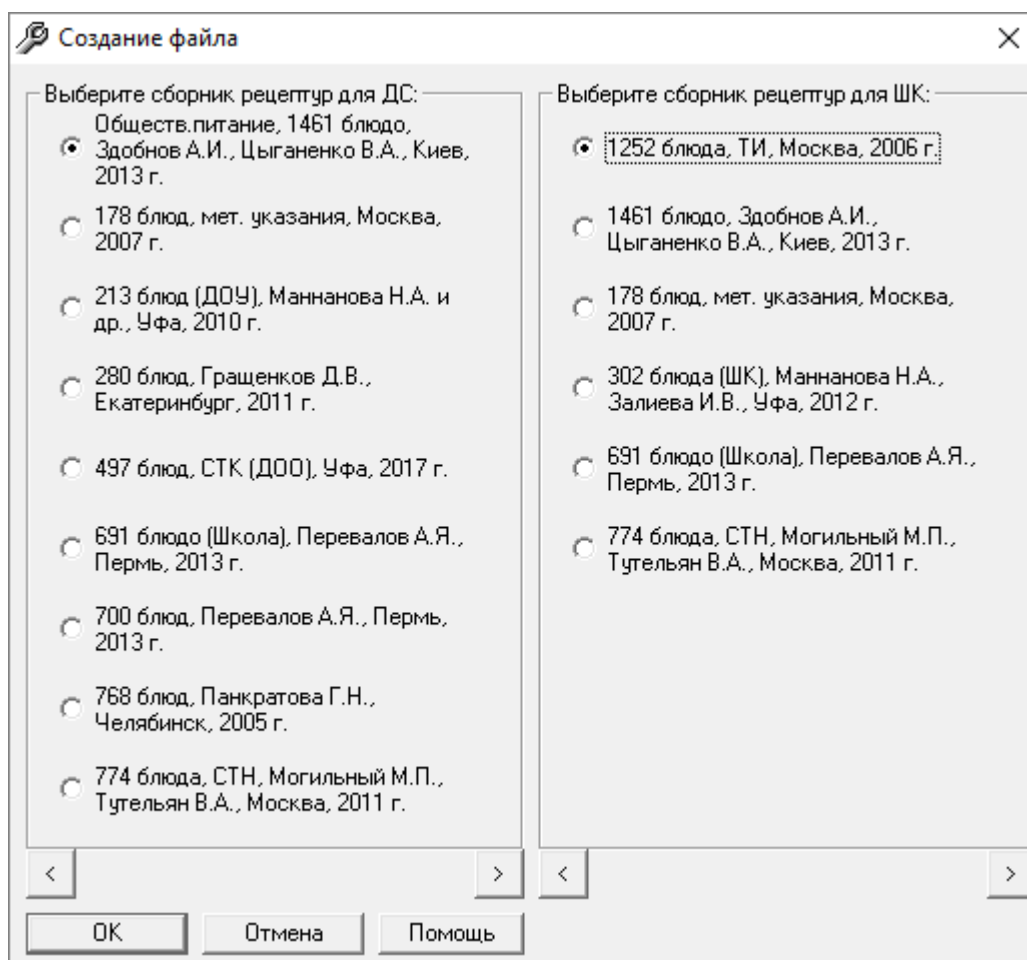 Создание файла
Выберите сборник рецептур для ДС:
Обществ.питание, 1461 блюдо,
Здобнов А.И., Цыганенко В.А., Киев,
2013 г.
178 блюд, мет. указания, Москва,
2007 г.
213 блюд (ДОУ), Маннанова Н.А. и
др., Уфа, 2010 г.
280 блюд, Гращенков Д.В.,
Екатеринбург, 2011 г.
497 блюд, СТК (ДОО), Уфа, 2017 г.
691 блюдо (Школа), Перевалов А.Я.,
Пермь, 2013 г.
700 блюд, Перевалов А.Я., Пермь,
2013 г.
768 блюд, Панкратова Г.Н.,
Челябинск, 2005 г.
774 блюда, СТН, Могильный М.П.,
Тутельян В.А., Москва, 2011 г.
Выберите сборник рецептур для ШК:
1252 блюда, ТИ, Москва, 2006 г.
1461 блюдо, Здобнов А.И.,
Цыганенко В.А., Киев, 2013 г.
178 блюд, мет. указания, Москва,
2007 г.
302 блюда (ШК), Маннанова Н.А.,
Залиева И.В., Уфа, 2012 г.
691 блюдо (Школа), Перевалов А.Я.,
Пермь, 2013 г.
774 блюда, СТН, Могильный М.П.,
Тутельян В.А., Москва, 2011 г.
OK
Отмена
Помощь